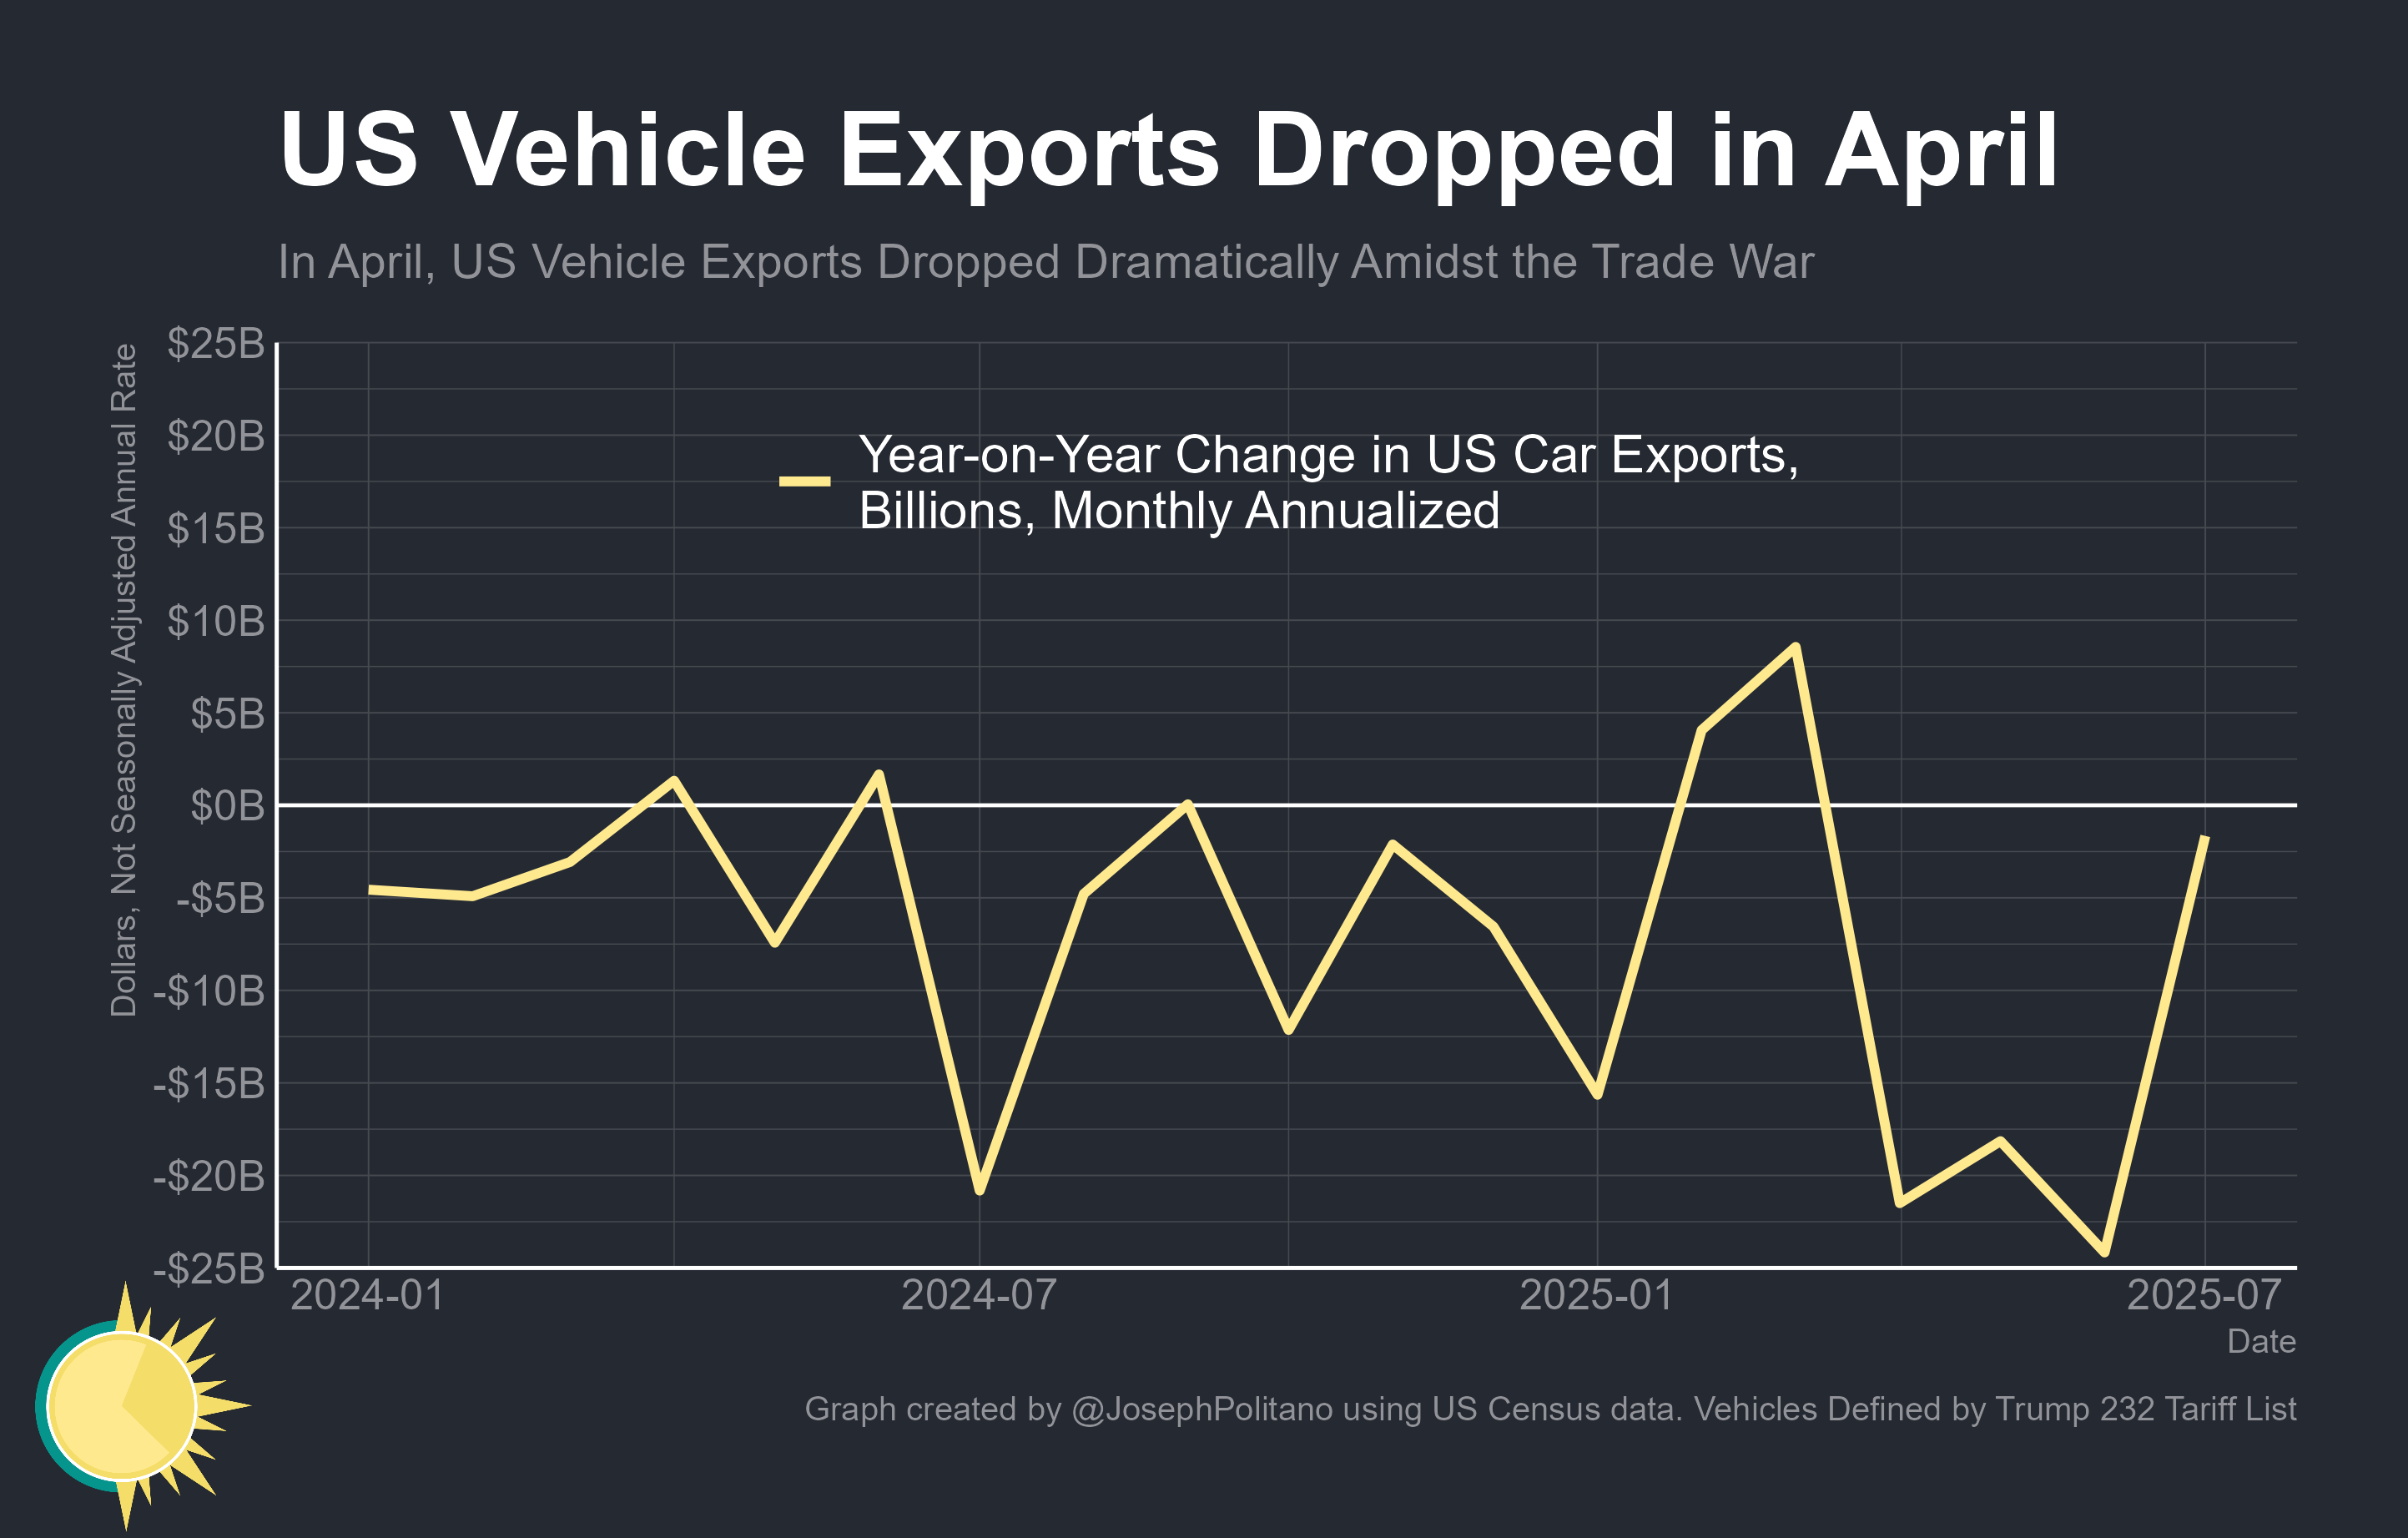 US Vehicle Exports Dropped in April
In April, US Vehicle Exports Dropped Dramatically Amidst the Trade War
Dollars, Not Seasonally Adjusted Annual Rate
$25B
$20B
$15B
$10B
$5B
$0B
-$5B
-$10B
-$15B
-$20B
-$25B
Year-on-Year Change in US Car Exports,
Billions, Monthly Annualized
2024-01
2024-07
2025-01
2025-07
Date
Graph created by @JosephPolitano using US Census data. Vehicles Defined by Trump 232 Tariff List